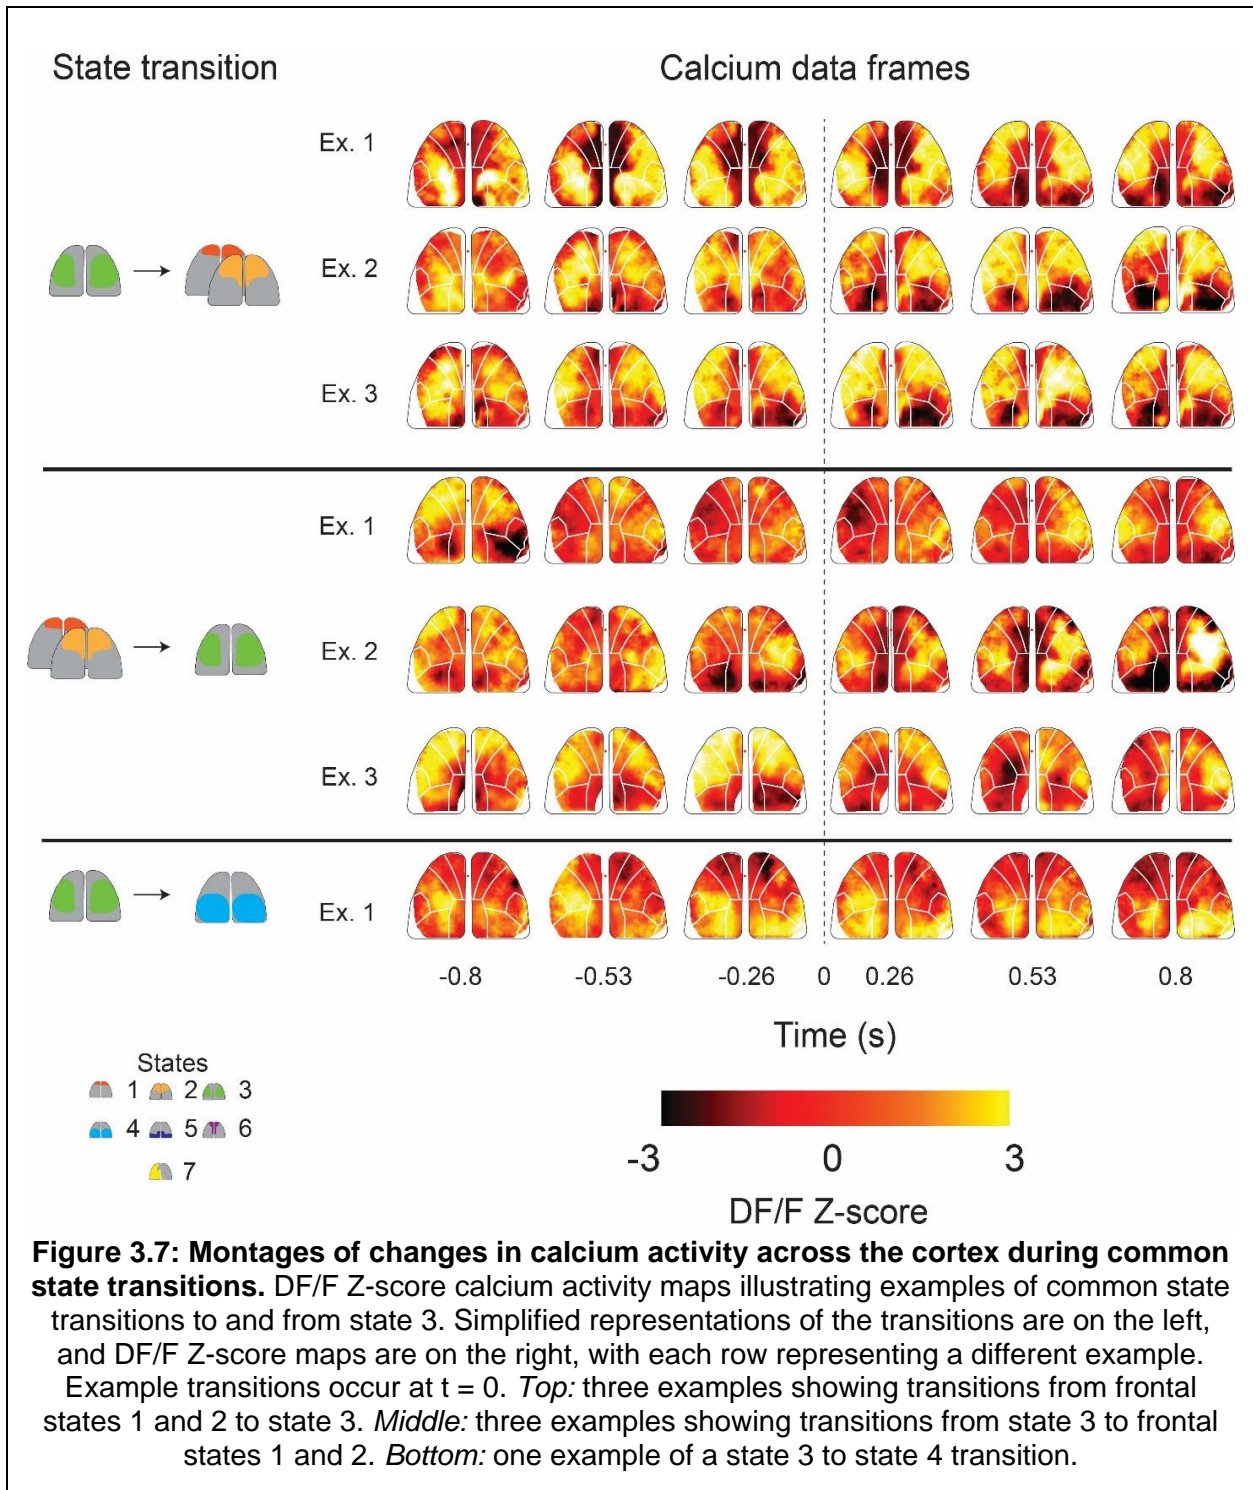 State transition
Calcium data frames
Ex. 1
Ex. 2
Ex. 3
Ex. 1
Ex. 2
Ex. 3
Ex. 1
-0.8 -0.53 -0.26 0 0.26 0.53 0.8
Time (s)
States
1 2 3
4 5 6
7
-3 0 3
DF/F Z-score
Figure 3.7: Montages of changes in calcium activity across the cortex during common
state transitions. DF/F Z-score calcium activity maps illustrating examples of common state
transitions to and from state 3. Simplified representations of the transitions are on the left,
and DF/F Z-score maps are on the right, with each row representing a different example.
Example transitions occur at t = 0. Top: three examples showing transitions from frontal
states 1 and 2 to state 3. Middle: three examples showing transitions from state 3 to frontal
states 1 and 2. Bottom: one example of a state 3 to state 4 transition.